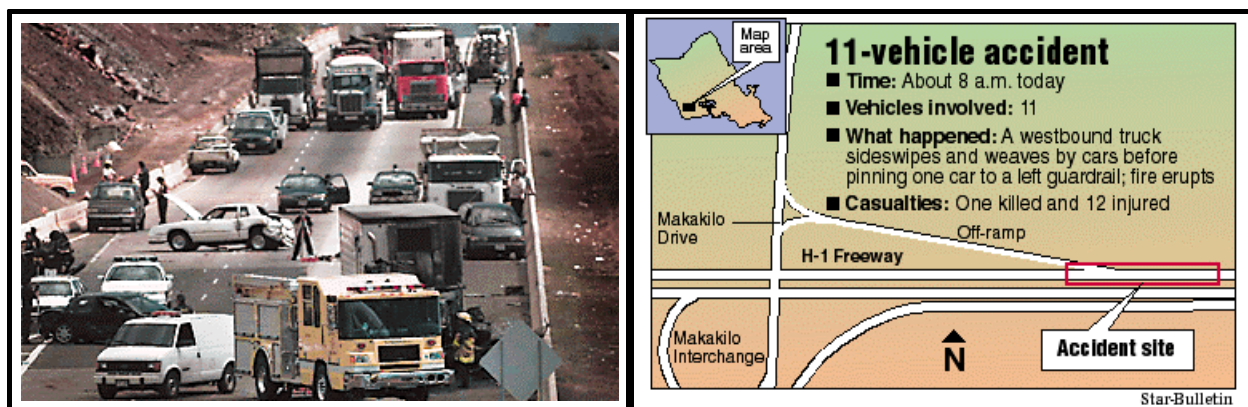 Map
area
11-vehicle accident
■ Time: About 8 a.m. today
■ Vehicles involved: 11
■ What happened: A westbound truck
sideswipes and weaves by cars before
pinning one car to a left guardrail; fire erupts
■ Casualties: One killed and 12 injured
Makakilo
Drive
Off-ramp
H-1 Freeway
Makakilo
Interchange
N
Accident site
Star-Bulletin